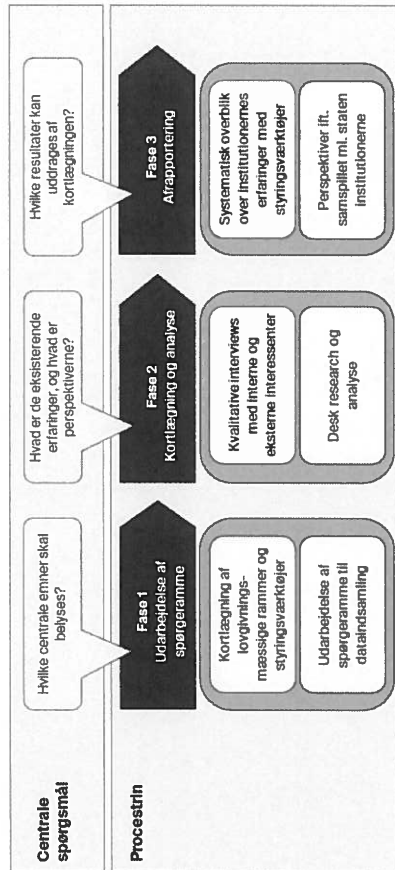 Centrale
spørgsmål
Hvilke centrale emner skal
belyses?
Hvad er de eksisterende
erfaringer, og hvad er
perspektiverne?
Hvilke resultater kan
uddrages af
kortlægningen?
Procestrin
Fase 1
Udarbejdelse af
spørgeramme
Kortlægning af
lovgivnings-
mæssige rammer og
styringsværktøjer
Udarbejdelse af
spørgeramme til
dataindsamling
Fase 2
Kortlægning og analyse
Kvalitative interviews
med interne og
eksterne interessenter
Desk research og
analyse
Fase 3
Afrapportering
Systematisk overblik
over institutionernes
erfaringer med
styringsværktøjer
Perspektiver ift.
samspillet ml. staten
institutionerne